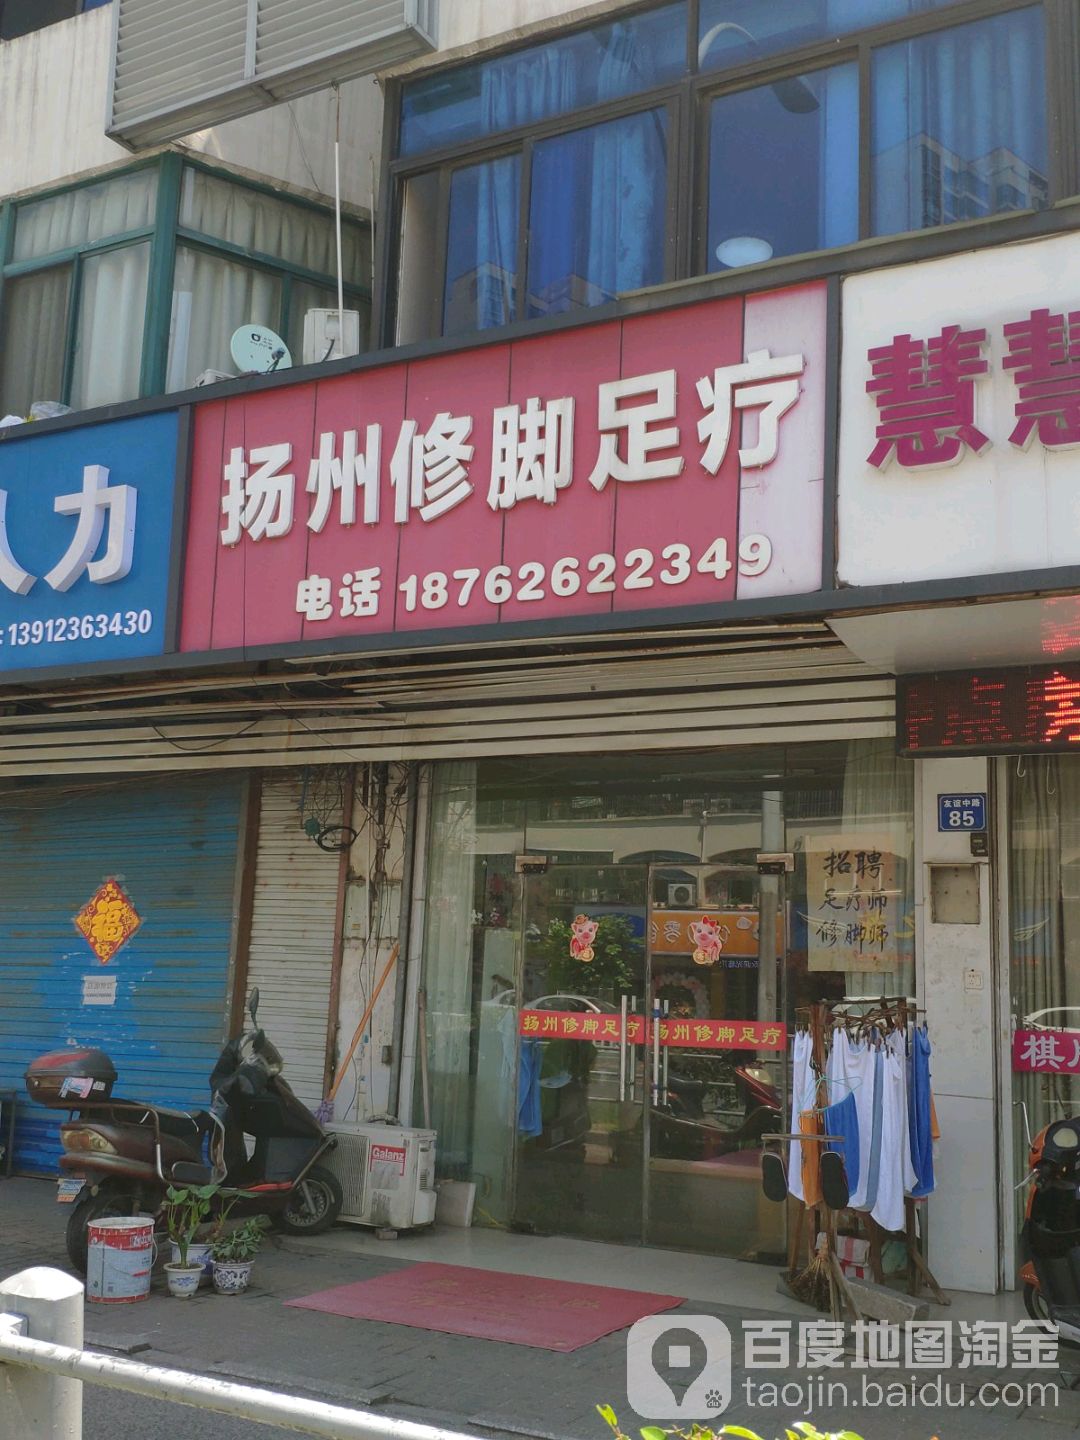 人力
13912363430
扬州修脚足疗
电话 18762622349
慧慧
友谊中路
85
招聘
足疗师
修脚师
福
扬州修脚足疗
扬州修脚足疗
棋
Galanz
百度地图淘金
taojin.baidu.com